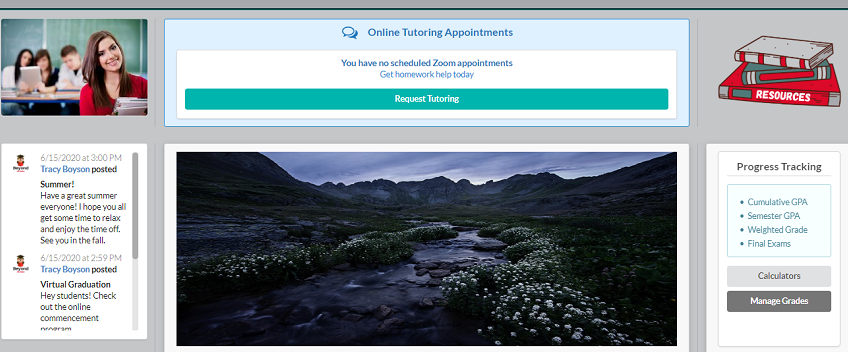 Online Tutoring Appointments
You have no scheduled Zoom appointments
Get homework help today
Request Tutoring
RESOURCES
6/15/2020 at 3:00 PM
Tracy Boyson posted
Summer!
Have a great summer
everyone! I hope you all
get some time to relax
and enjoy the time off.
See you in the fall.
Beyond
6/15/2020 at 2:59 PM
Tracy Boyson posted
Virtual Graduation
Hey students! Check
out the online
commencement
program
Beyond
Progress Tracking
• Cumulative GPA
• Semester GPA
• Weighted Grade
• Final Exams
Calculators
Manage Grades